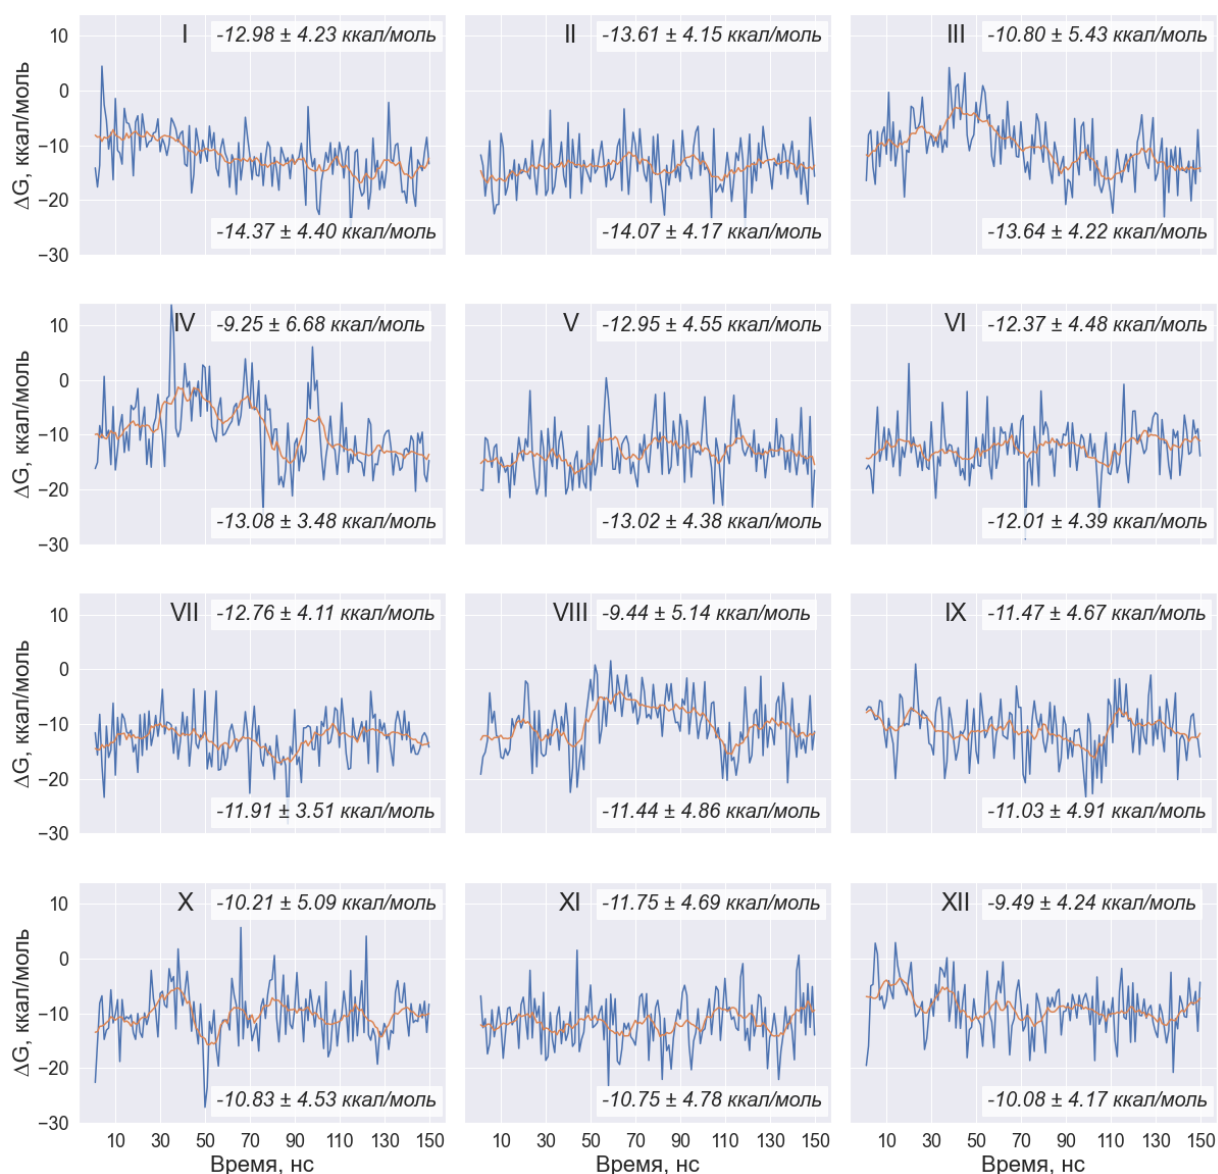 I -12.98 ± 4.23 ккал/моль II -13.61 ± 4.15 ккал/моль III -10.80 ± 5.43 ккал/моль
10
0
−10
−20
−30
ΔG, ккал/моль
-14.37 ± 4.40 ккал/моль -14.07 ± 4.17 ккал/моль -13.64 ± 4.22 ккал/моль
IV -9.25 ± 6.68 ккал/моль V -12.95 ± 4.55 ккал/моль VI -12.37 ± 4.48 ккал/моль
10
0
−10
−20
−30
ΔG, ккал/моль
-13.08 ± 3.48 ккал/моль -13.02 ± 4.38 ккал/моль -12.01 ± 4.39 ккал/моль
VII -12.76 ± 4.11 ккал/моль VIII -9.44 ± 5.14 ккал/моль IX -11.47 ± 4.67 ккал/моль
10
0
−10
−20
−30
ΔG, ккал/моль
-11.91 ± 3.51 ккал/моль -11.44 ± 4.86 ккал/моль -11.03 ± 4.91 ккал/моль
X -10.21 ± 5.09 ккал/моль XI -11.75 ± 4.69 ккал/моль XII -9.49 ± 4.24 ккал/моль
10
0
−10
−20
−30
ΔG, ккал/моль
-10.83 ± 4.53 ккал/моль -10.75 ± 4.78 ккал/моль -10.08 ± 4.17 ккал/моль
10 30 50 70 90 110 130 150 10 30 50 70 90 110 130 150 10 30 50 70 90 110 130 150
Время, нс Время, нс Время, нс